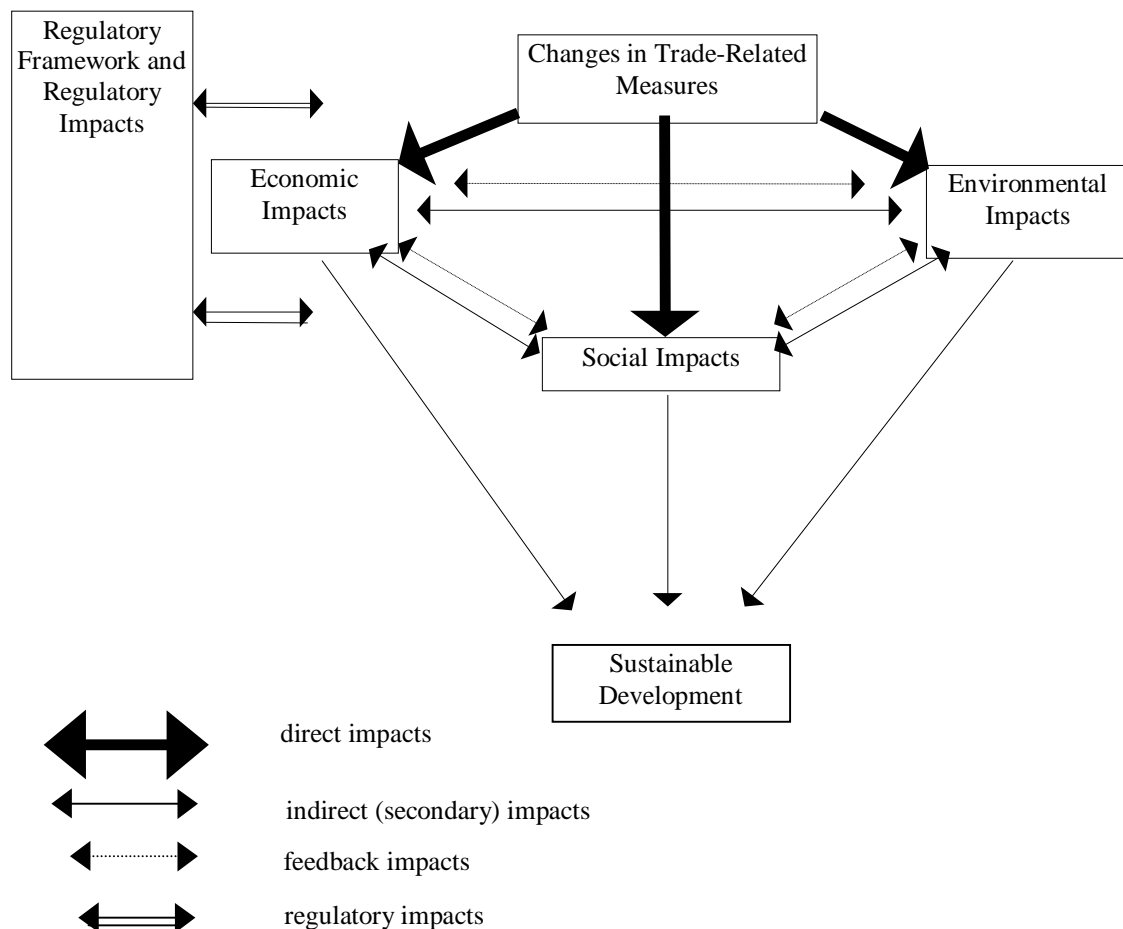 Regulatory
Framework and
Regulatory
Impacts
Changes in Trade-Related
Measures
Economic
Impacts
Environmental
Impacts
Social Impacts
Sustainable
Development
direct impacts
indirect (secondary) impacts
feedback impacts
regulatory impacts